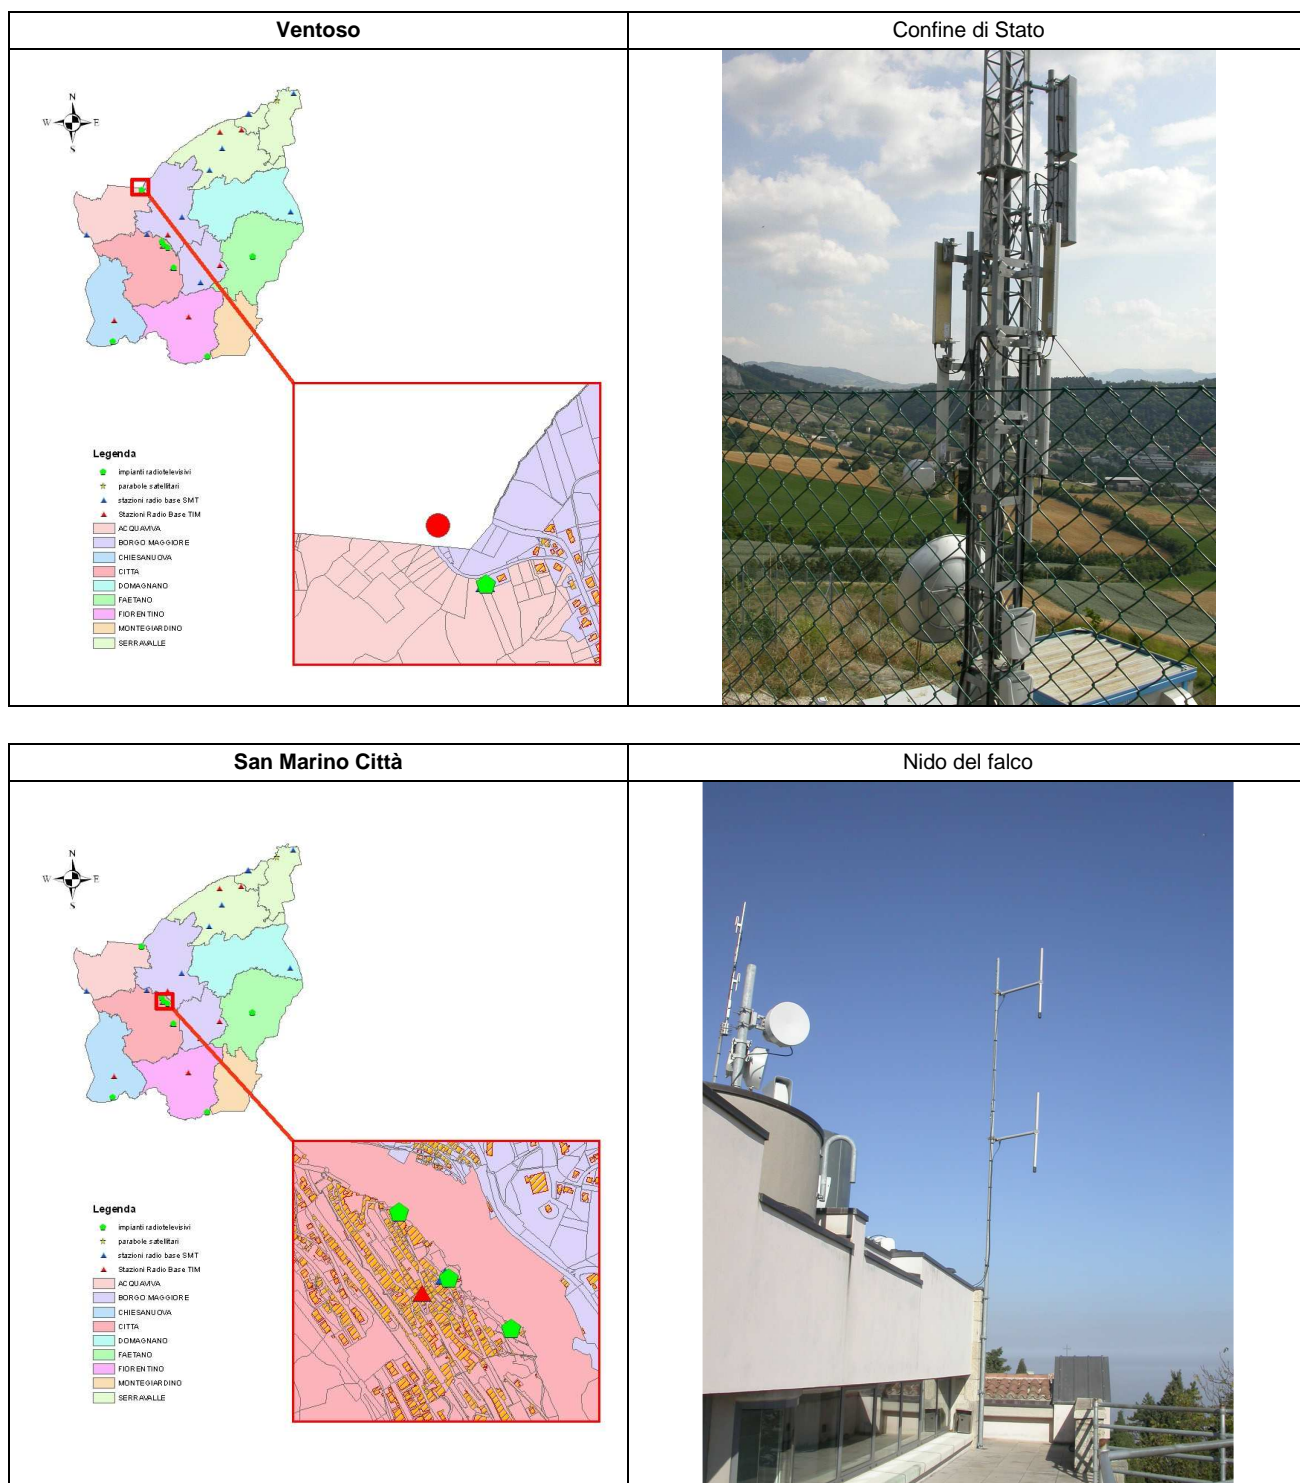 Ventoso
Confine di Stato
N
W
E
S
Legenda
impianti radiotelevisivi
parabole satellitari
stazioni radio base SMT
Stazioni Radio Base TIM
ACQUAVIVA
BORGO MAGGIORE
CHIESANUOVA
CITTA
DOMAGNANO
FAETANO
FIORENTINO
MONTEGIARDINO
SERRAVALLE
San Marino Città
Nido del falco
N
W
E
S
Legenda
impianti radiotelevisivi
parabole satellitari
stazioni radio base SMT
Stazioni Radio Base TIM
ACQUAVIVA
BORGO MAGGIORE
CHIESANUOVA
CITTA
DOMAGNANO
FAETANO
FIORENTINO
MONTEGIARDINO
SERRAVALLE